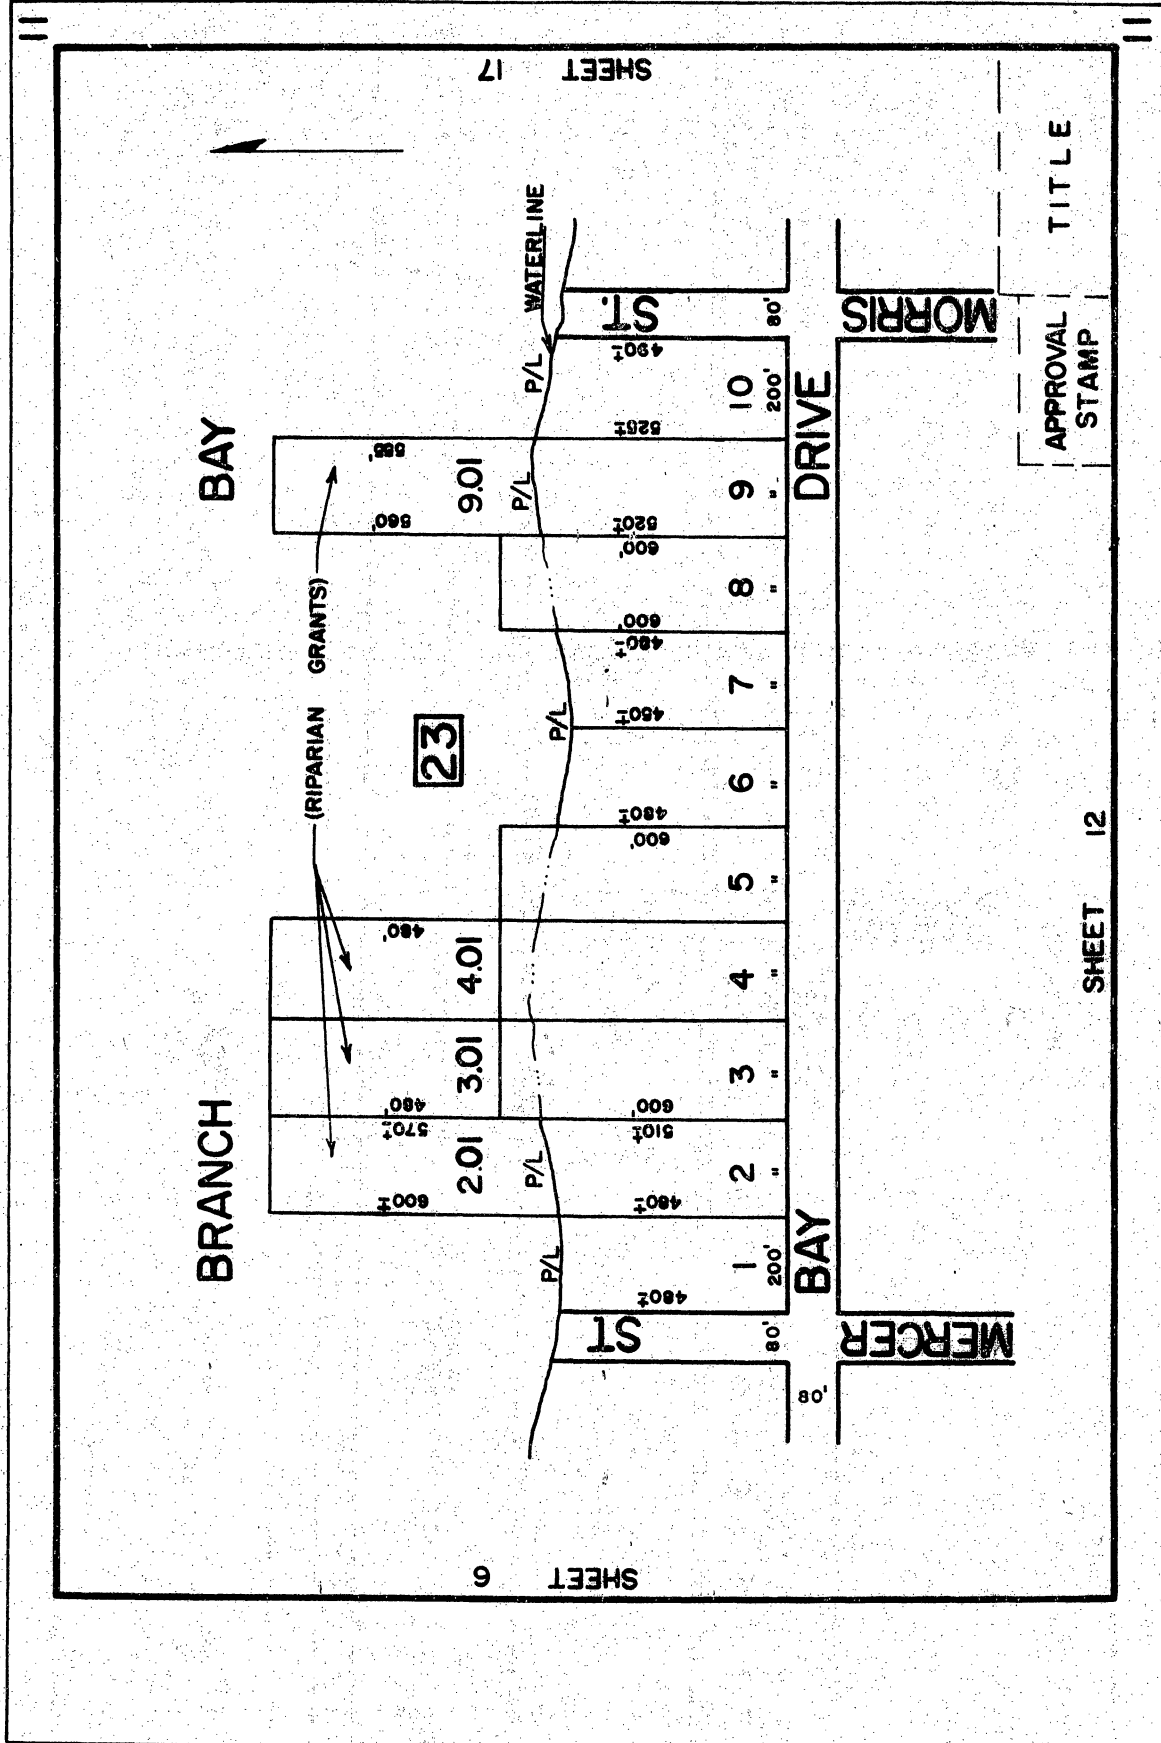 11
11
SHEET 17
SHEET 6
SHEET 12
BRANCH BAY
(RIPARIAN GRANTS)
23
WATERLINE
2.01
3.01
4.01
9.01
600'±
570'±
480'
480'
560'
555'
P/L
P/L
P/L
P/L
P/L
480'±
480'±
510'±
600'
600'
480'±
450'±
480'±
600'
600'
520'±
525'±
490'±
1
2
3
4
5
6
7
8
9
10
200'
"
"
"
"
"
"
"
"
200'
80'
80'
80'
BAY DRIVE
MERCER ST
MORRIS ST.
APPROVAL
STAMP
TITLE